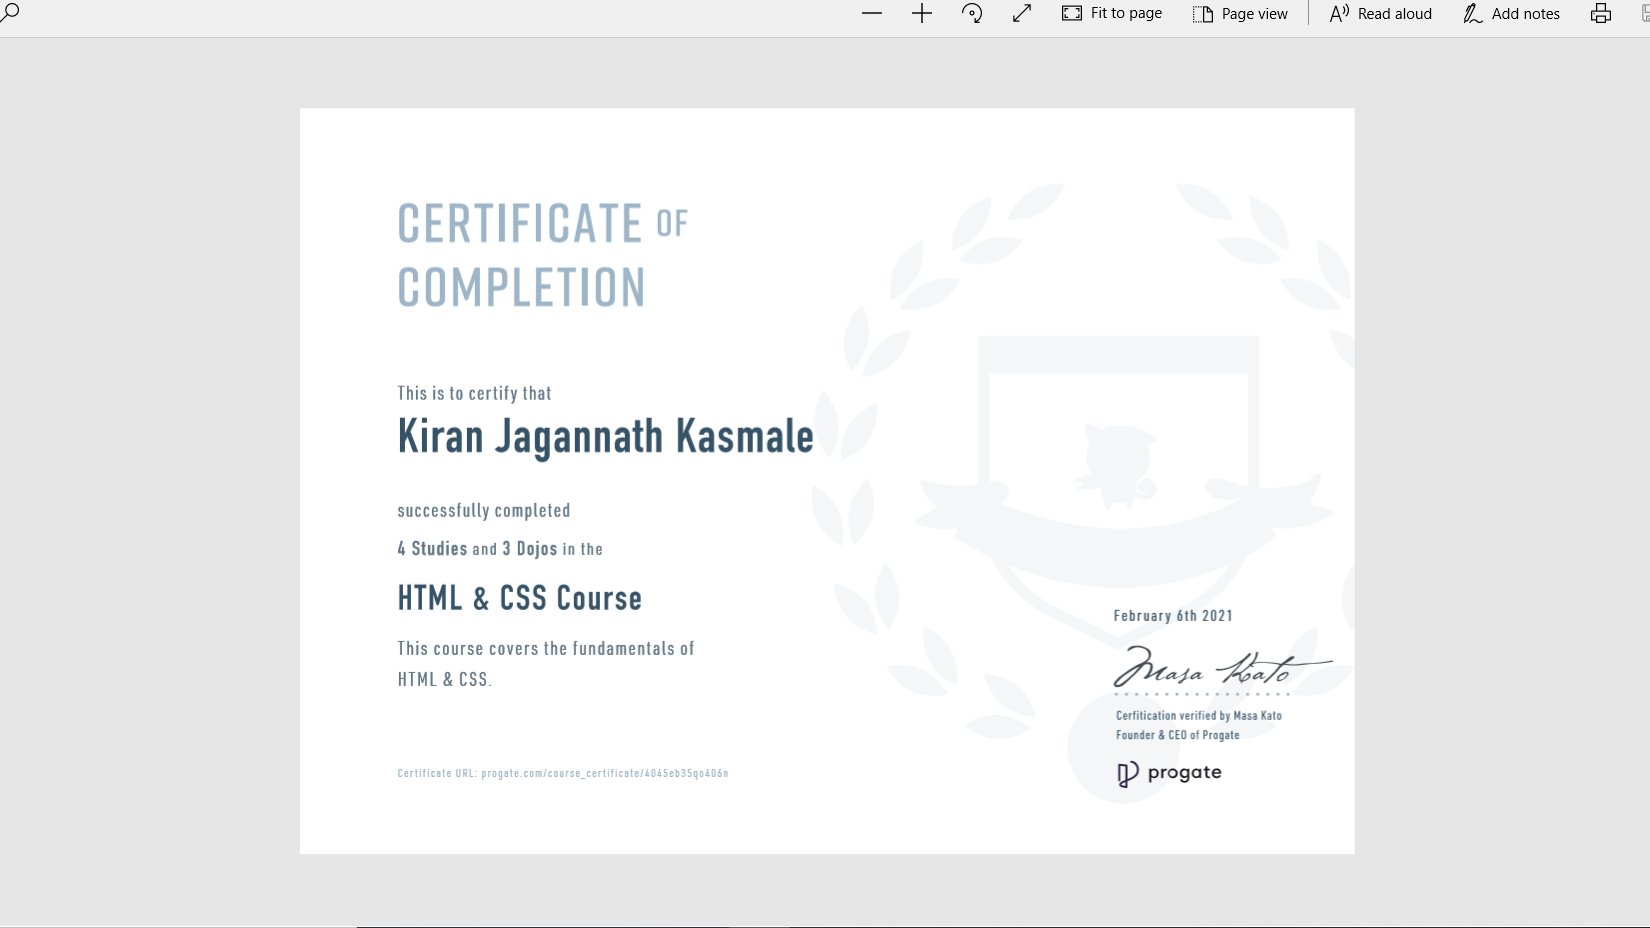 Fit to page
Page view
Read aloud
Add notes
CERTIFICATE OF
COMPLETION
This is to certify that
Kiran Jagannath Kasmale
successfully completed
4 Studies and 3 Dojos in the
HTML & CSS Course
This course covers the fundamentals of
HTML & CSS.
February 6th 2021
Masa Kato
Cerfitication verified by Masa Kato
Founder & CEO of Progate
progate
Certificate URL: progate.com/course_certificate/4045eb35qo406n